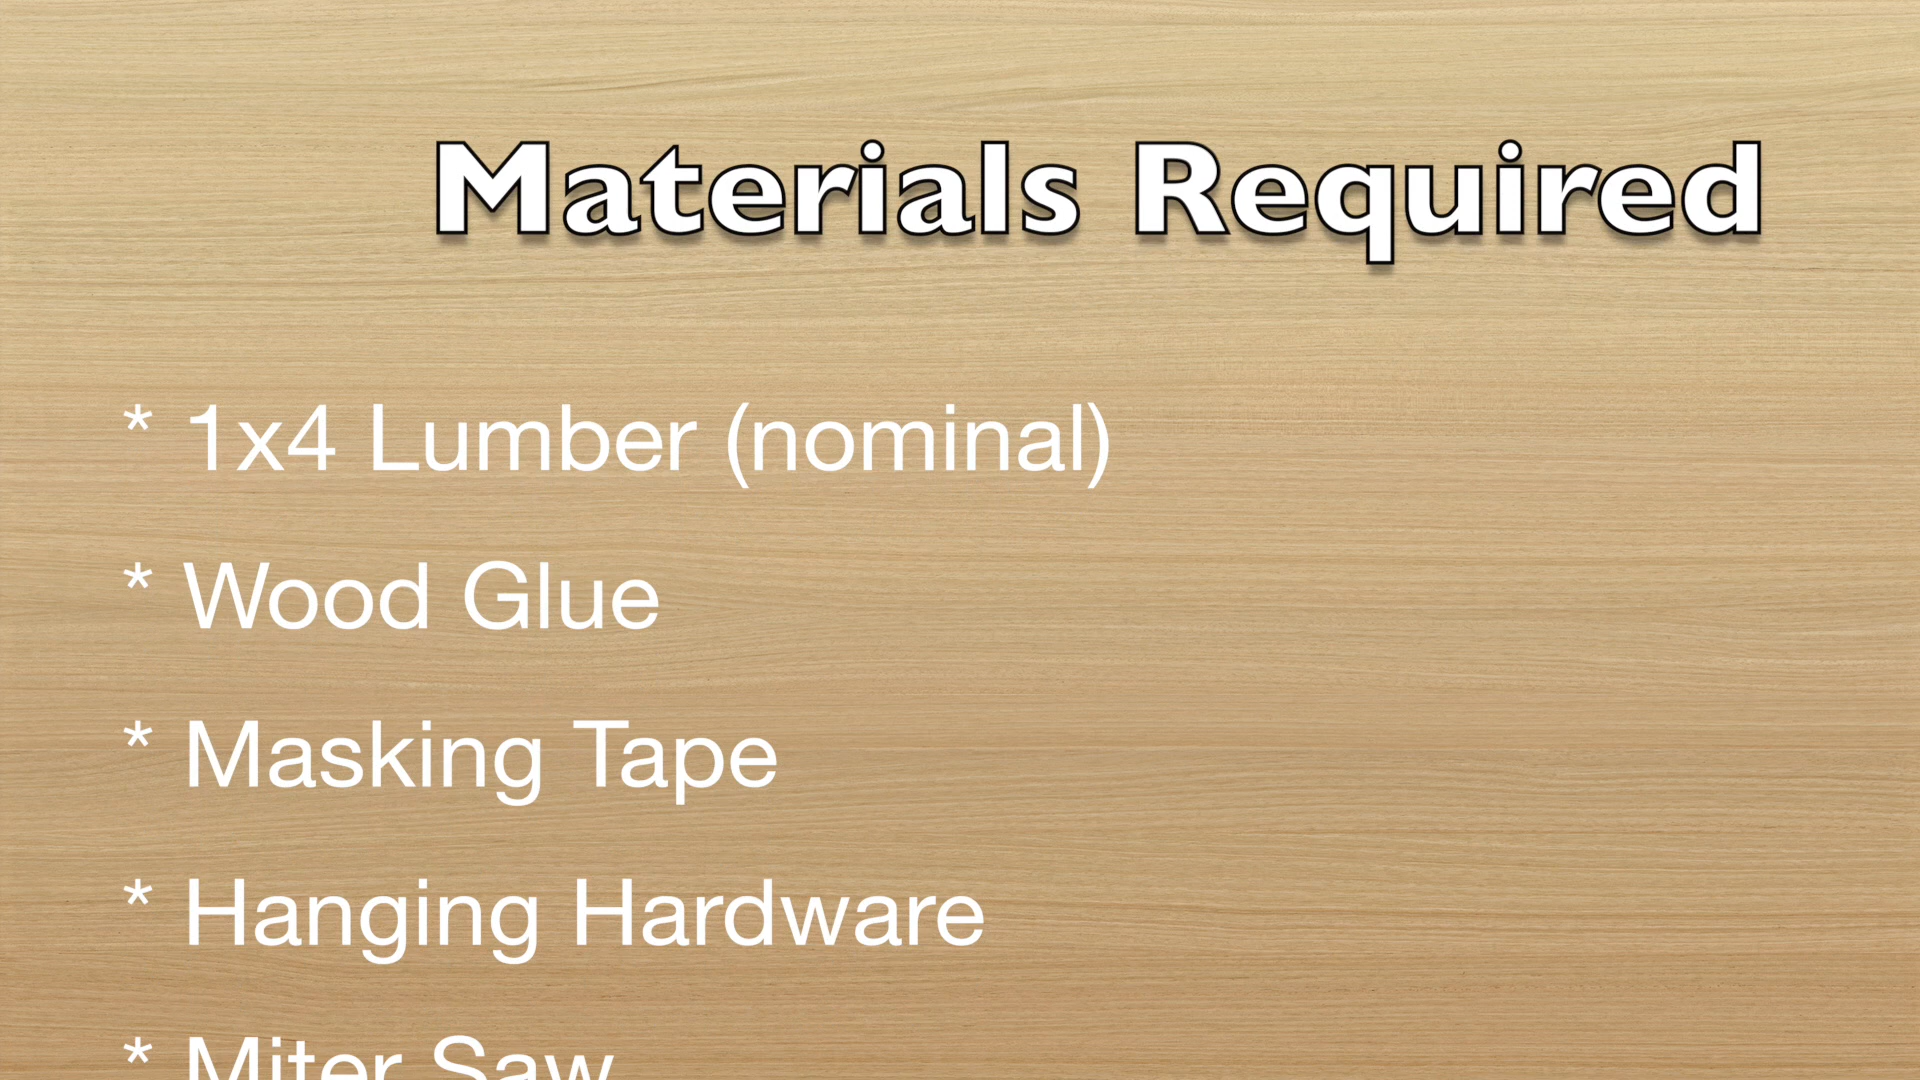 Materials Required
* 1x4 Lumber (nominal)
* Wood Glue
* Masking Tape
* Hanging Hardware
* Miter Saw